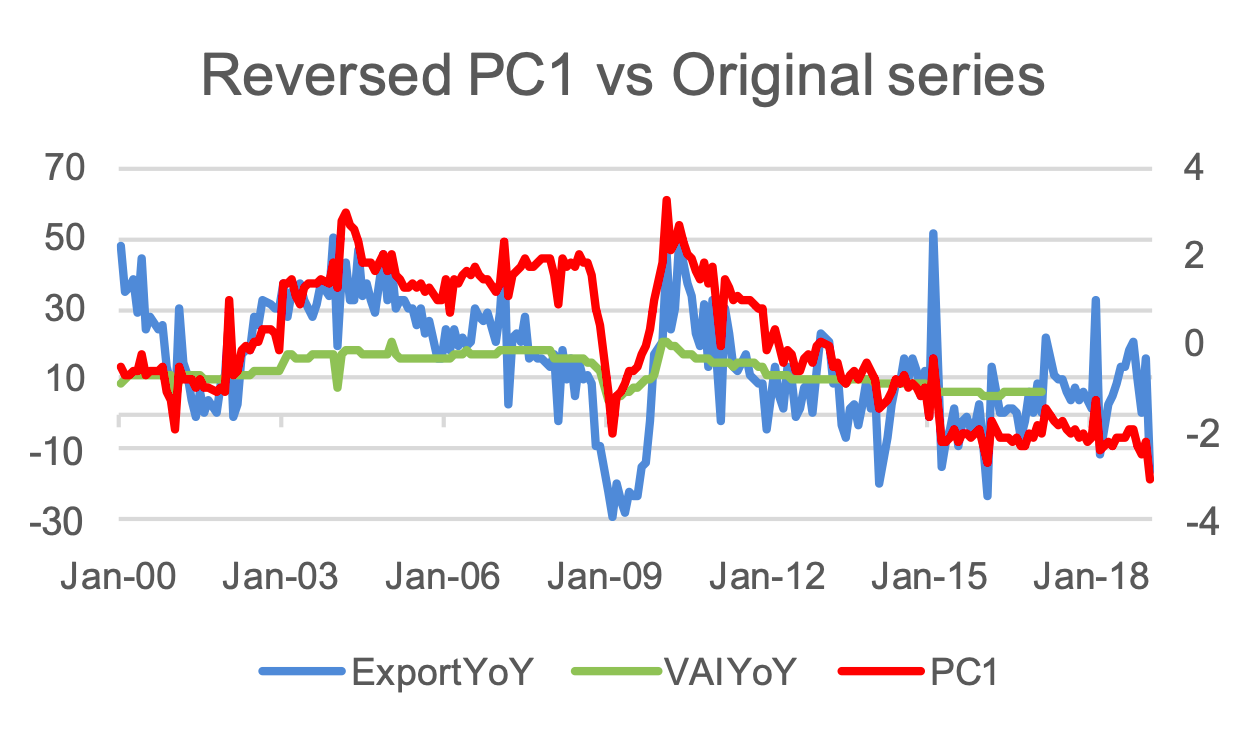 Reversed PC1 vs Original series
70 4
50 2
30 0
10 -2
-10 -4
-30
Jan-00 Jan-03 Jan-06 Jan-09 Jan-12 Jan-15 Jan-18
ExportYoY VAIYoY PC1